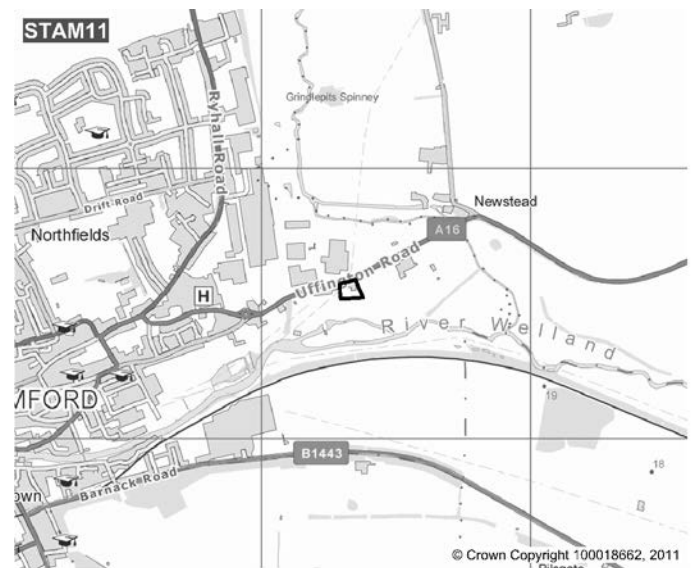 STAM11
Grindlepits Spinney
Ryhall Road
Drift Road
Newstead
Northfields
A16
Uffington Road
H
River Welland
MFORD
19
B1443
18
Barnack Road
own
© Crown Copyright 100018662, 2011